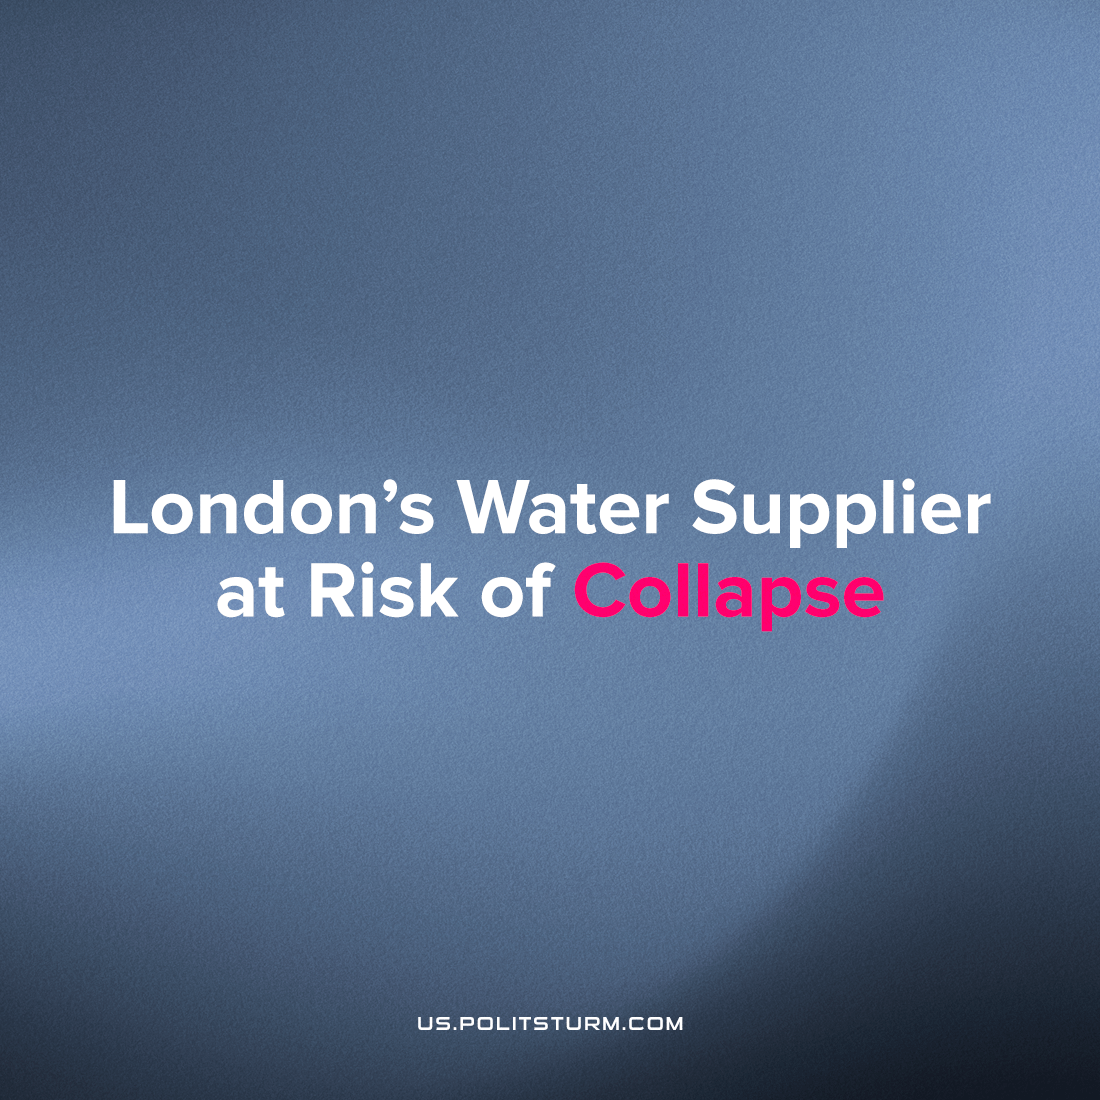 London’s Water Supplier
at Risk of Collapse
US.POLITSTURM.COM